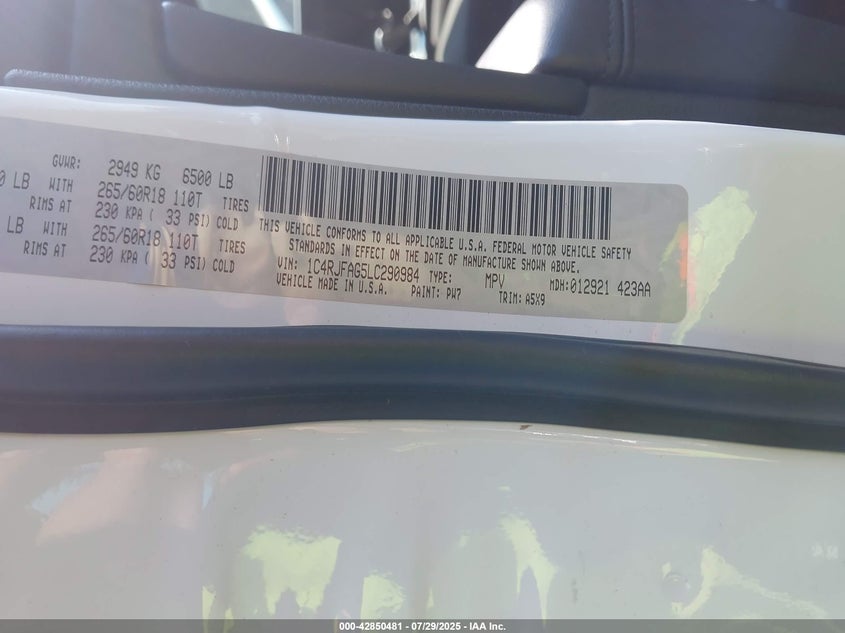 GVWR: 2949 KG 6500 LB
0 LB WITH 265/60R18 110T TIRES
RIMS AT 230 KPA ( 33 PSI) COLD
LB WITH 265/60R18 110T TIRES
RIMS AT 230 KPA ( 33 PSI) COLD
THIS VEHICLE CONFORMS TO ALL APPLICABLE U.S.A. FEDERAL MOTOR VEHICLE SAFETY
STANDARDS IN EFFECT ON THE DATE OF MANUFACTURE SHOWN ABOVE.
VIN: 1C4RJFAG5LC290984 TYPE: MPV MDH:012921 423AA
VEHICLE MADE IN U.S.A. PAINT: PW7 TRIM: A5X9
000-42850481 - 07/29/2025 - IAA Inc.